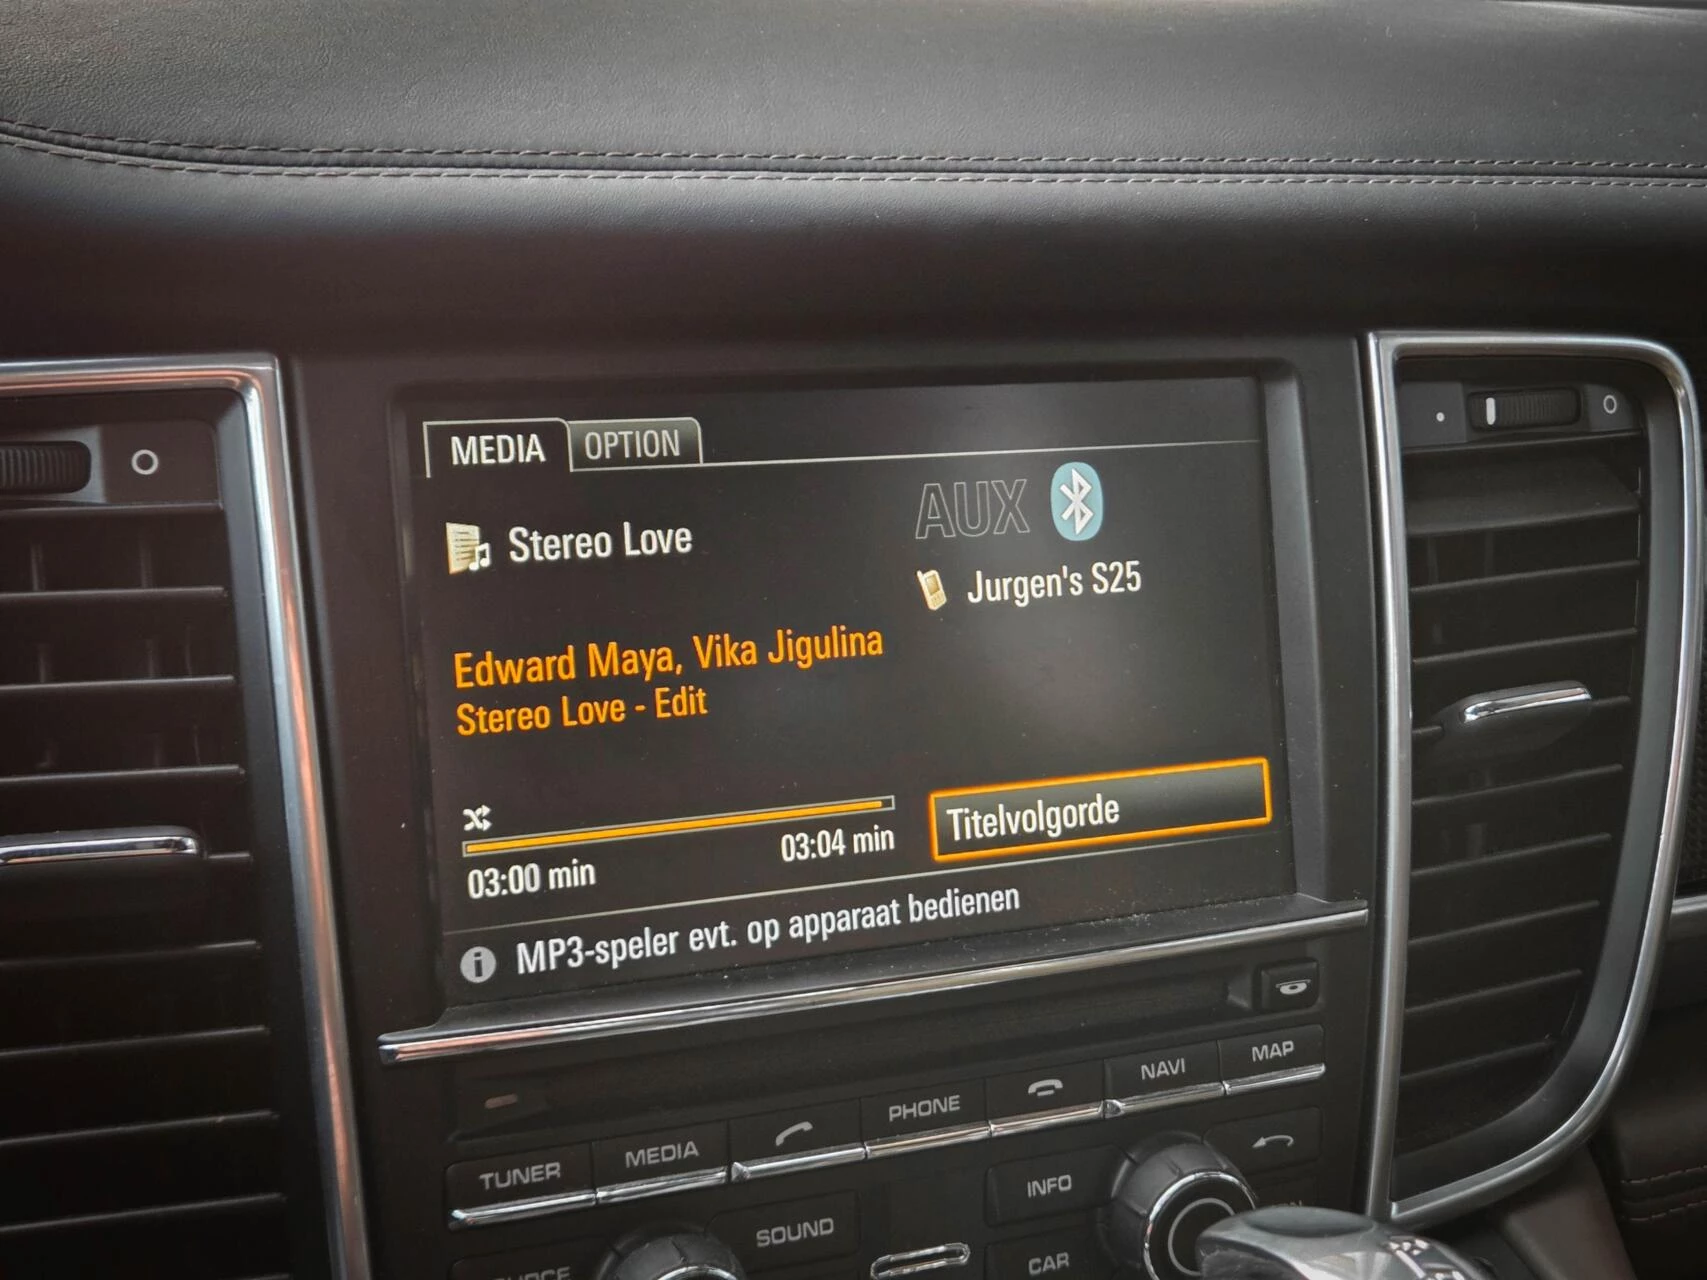 MEDIA OPTION
AUX
Stereo Love
Jurgen's S25
Edward Maya, Vika Jigulina
Stereo Love - Edit
03:00 min
03:04 min
Titelvolgorde
MP3-speler evt. op apparaat bedienen
TUNER
MEDIA
PHONE
NAVI
MAP
SOUND
INFO
CAR